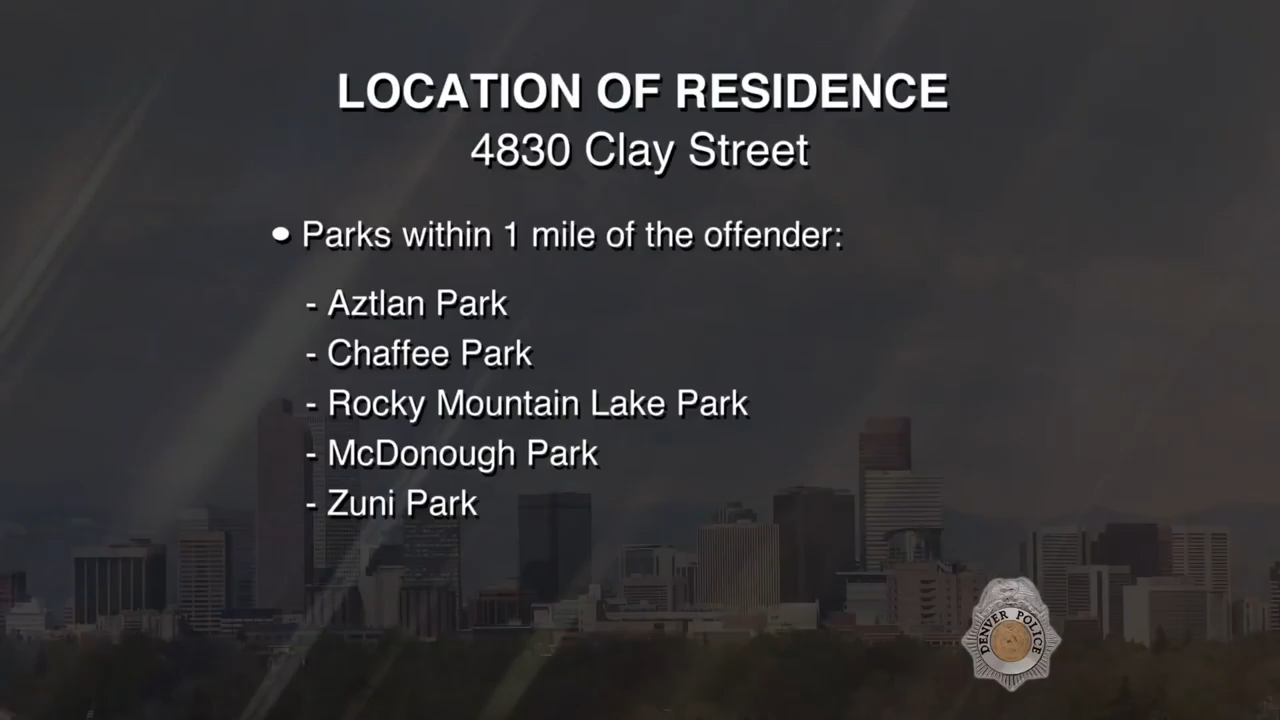 LOCATION OF RESIDENCE
4830 Clay Street
• Parks within 1 mile of the offender:
- Aztlan Park
- Chaffee Park
- Rocky Mountain Lake Park
- McDonough Park
- Zuni Park
DENVER POLICE